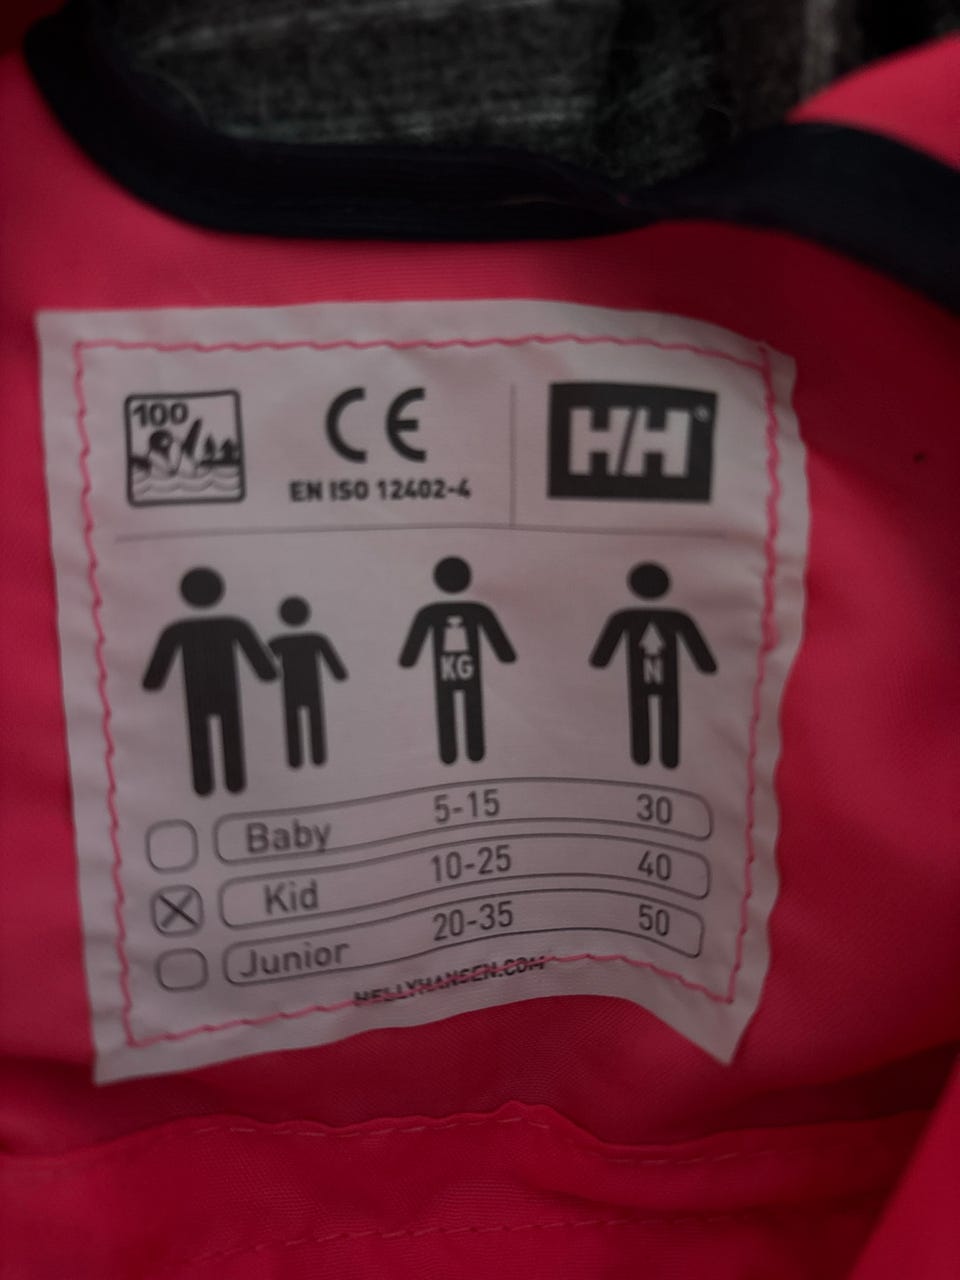 100
CE
EN ISO 12402-4
H/H®
KG
N
Baby 5-15 30
Kid 10-25 40
Junior 20-35 50
HELLYHANSEN.COM